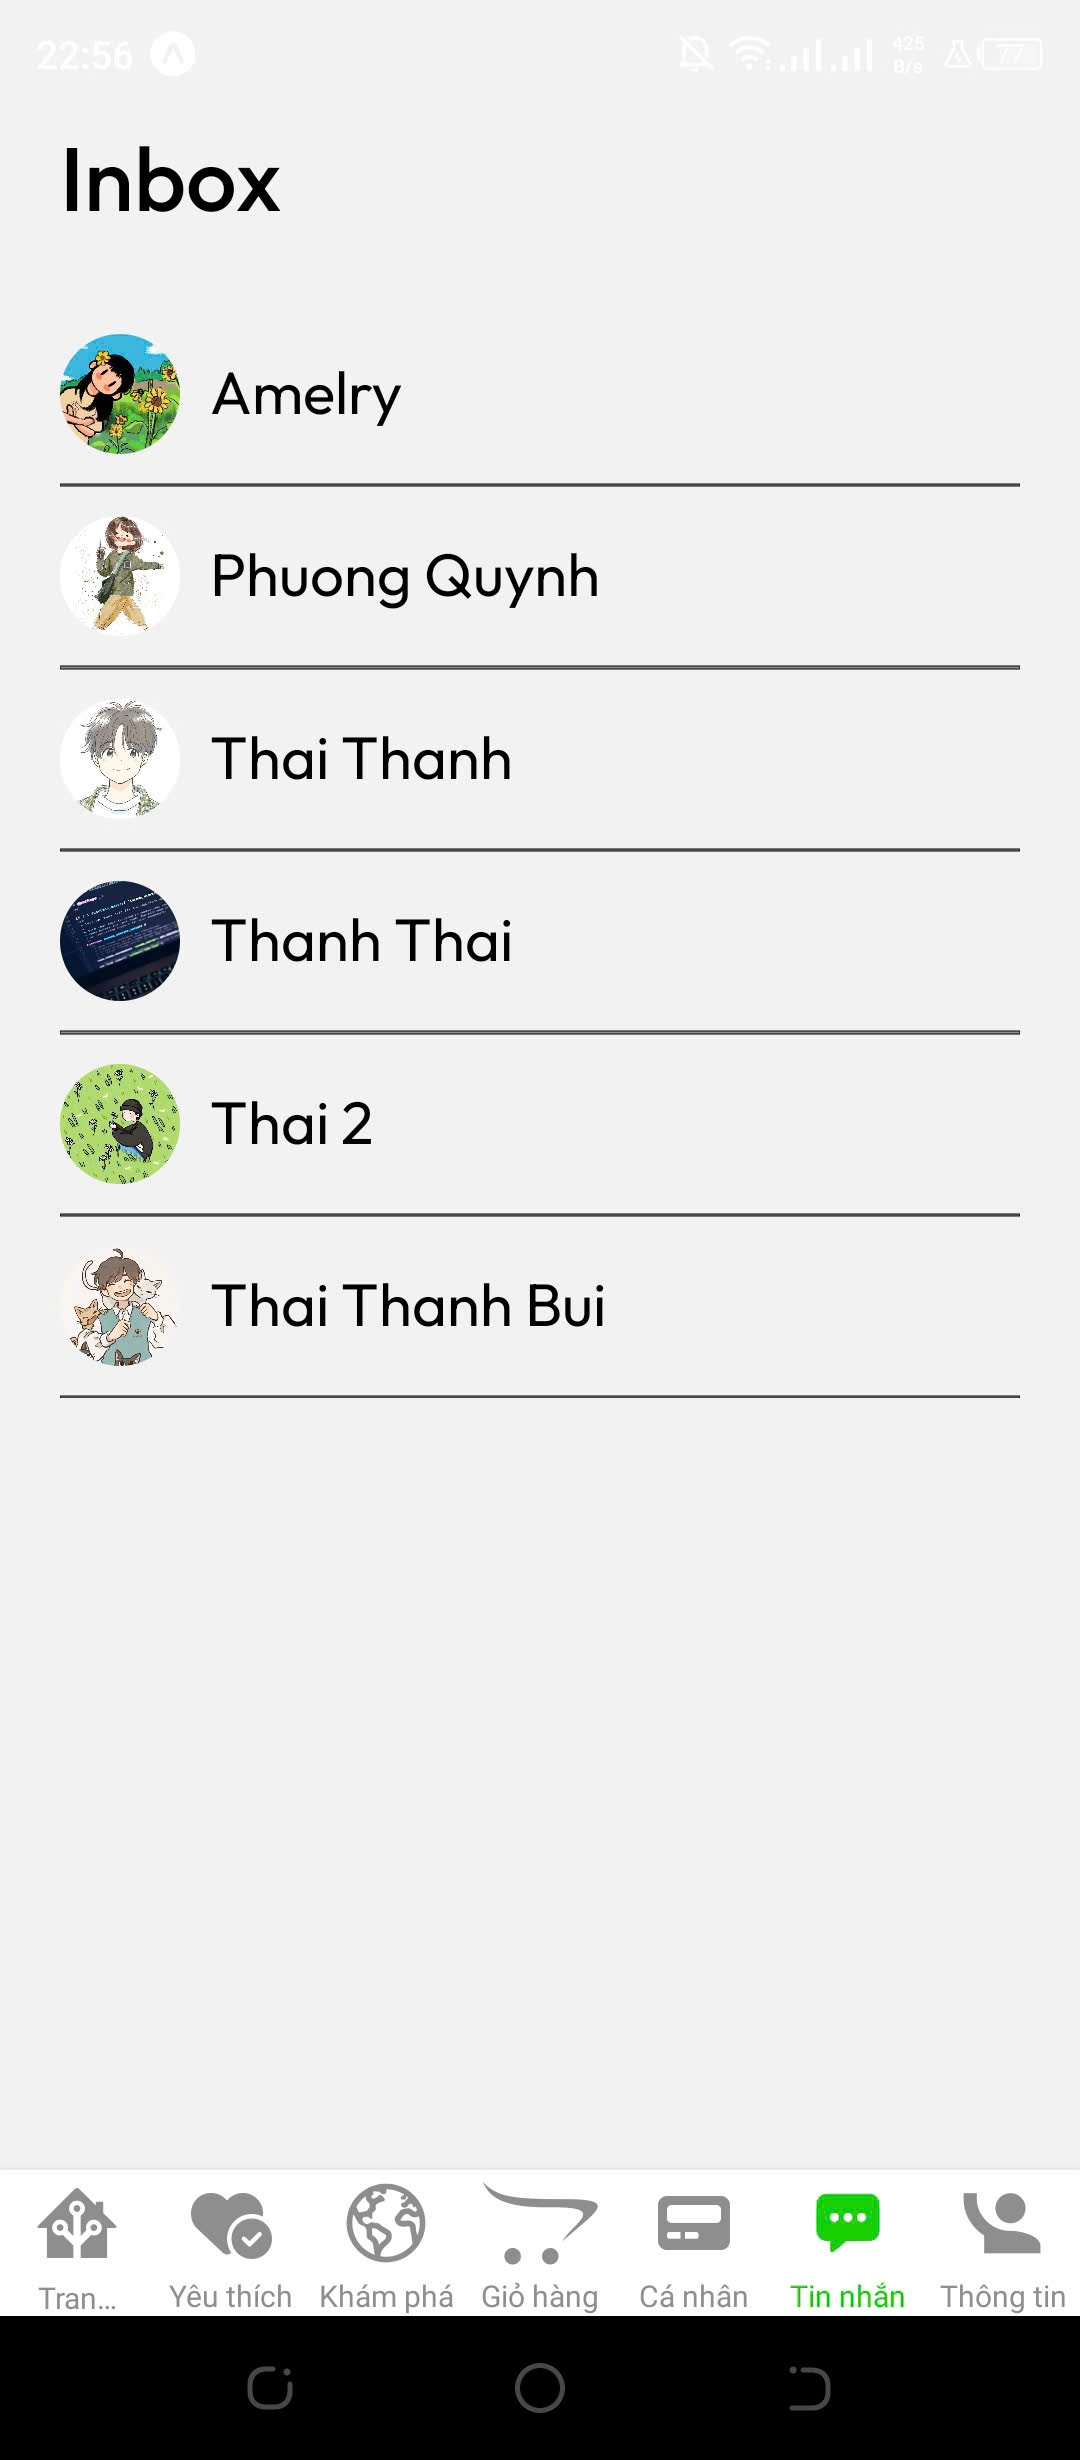 22:56
425
B/s
77
Inbox
Amelry
Phuong Quynh
Thai Thanh
Thanh Thai
Thai 2
Thai Thanh Bui
Tran... Yêu thích Khám phá Giỏ hàng Cá nhân Tin nhắn Thông tin